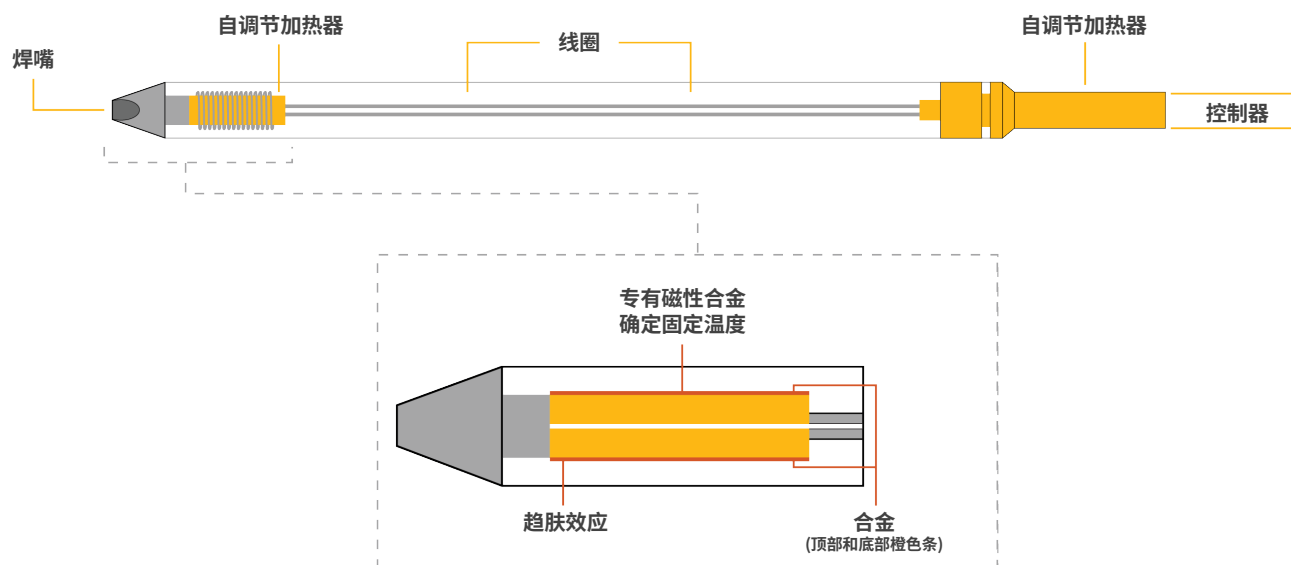 自调节加热器
线圈
自调节加热器
焊嘴
控制器
专有磁性合金
确定固定温度
趋肤效应
合金
(顶部和底部橙色条)